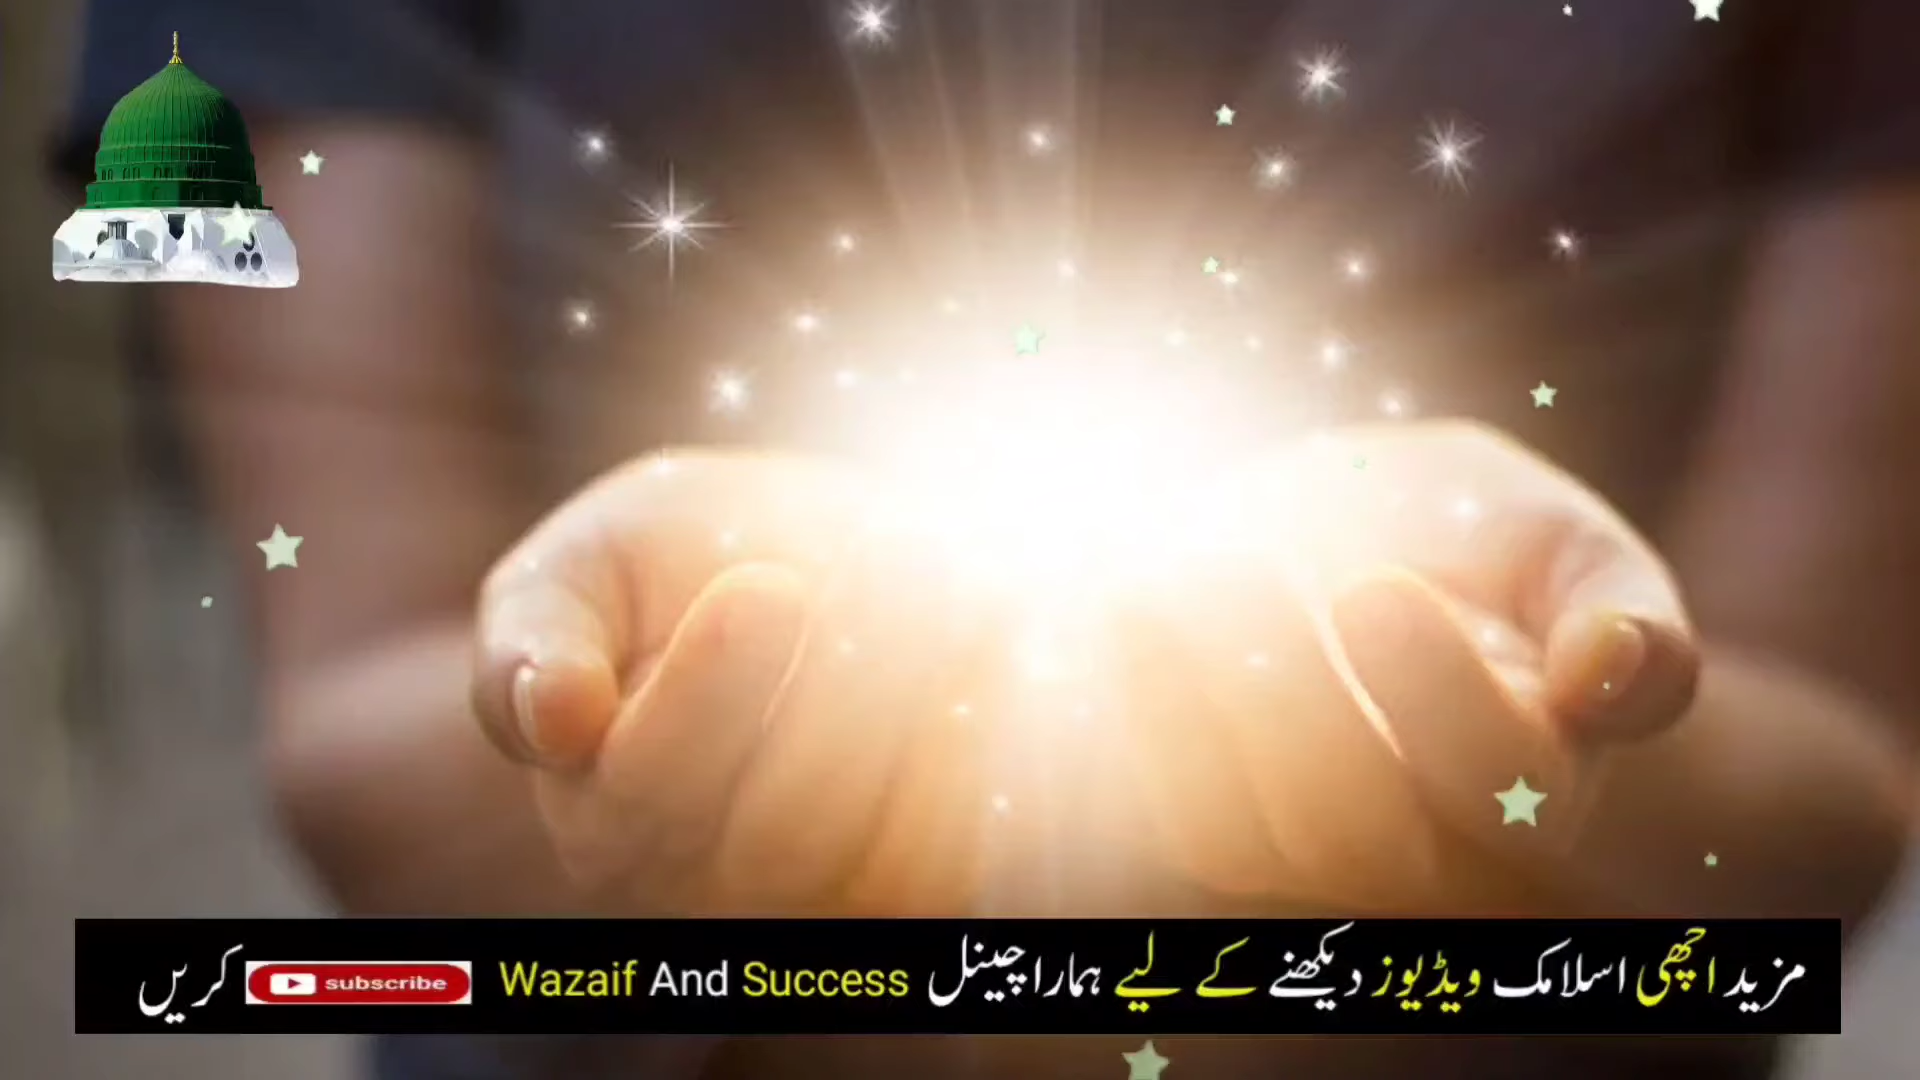 مزید اچھی اسلامک ویڈیوز دیکھنے کے لیے ہمارا چینل Wazaif And Success subscribe کریں